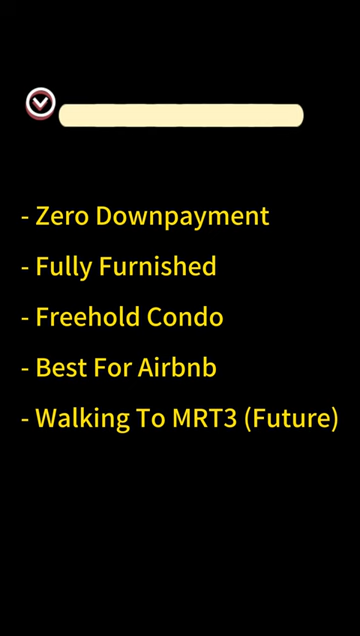 - Zero Downpayment
- Fully Furnished
- Freehold Condo
- Best For Airbnb
- Walking To MRT3 (Future)